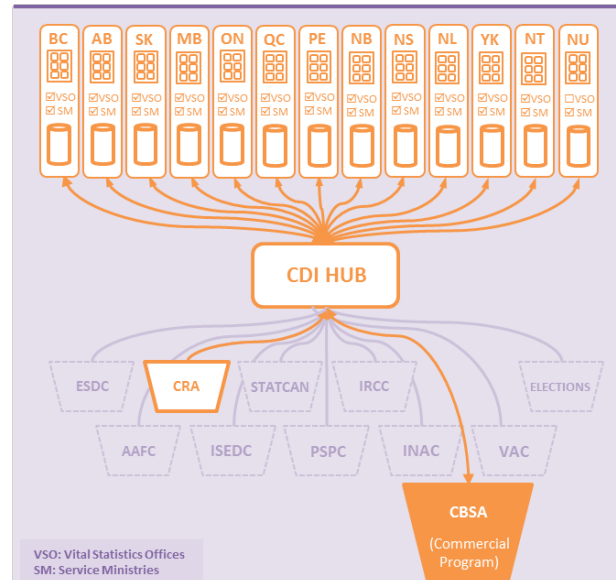 BC AB SK MB ON QC PE NB NS NL YK NT NU
☑VSO ☑VSO ☑VSO ☑VSO ☑VSO ☑VSO ☑VSO ☑VSO ☑VSO ☑VSO ☑VSO ☑VSO ☐VSO
☑SM ☑SM ☑SM ☑SM ☑SM ☑SM ☑SM ☑SM ☑SM ☑SM ☑SM ☑SM ☑SM
CDI HUB
ESDC CRA STATCAN IRCC ELECTIONS
AAFC ISEDC PSPC INAC VAC
CBSA
(Commercial
Program)
VSO: Vital Statistics Offices
SM: Service Ministries